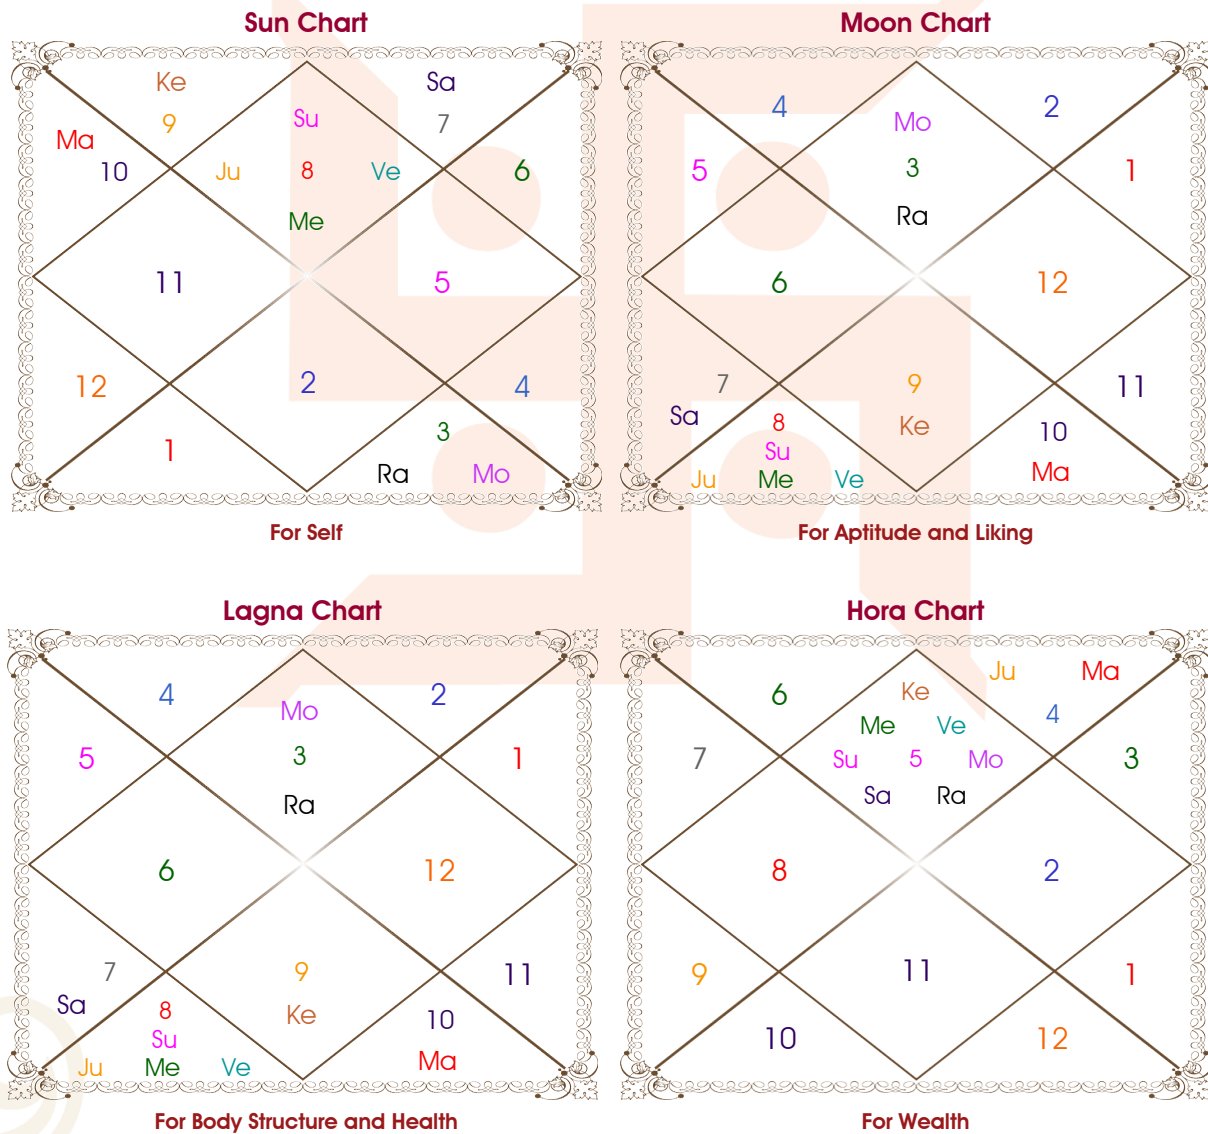 Sun Chart
Ke
Sa
Su
9
7
Ma
10
Ju
8
Ve
6
Me
11
5
12
2
4
1
3
Ra
Mo
For Self
Moon Chart
4
2
Mo
5
3
1
Ra
6
12
7
9
11
Sa
8
Ke
10
Su
Ma
Ju
Me
Ve
For Aptitude and Liking
Lagna Chart
4
2
Mo
5
3
1
Ra
6
12
7
9
11
Sa
8
Ke
10
Su
Ma
Ju
Me
Ve
For Body Structure and Health
Hora Chart
Ju
Ma
6
Ke
4
Me
Ve
7
Su
5
Mo
3
Sa
Ra
8
2
9
11
1
10
12
For Wealth